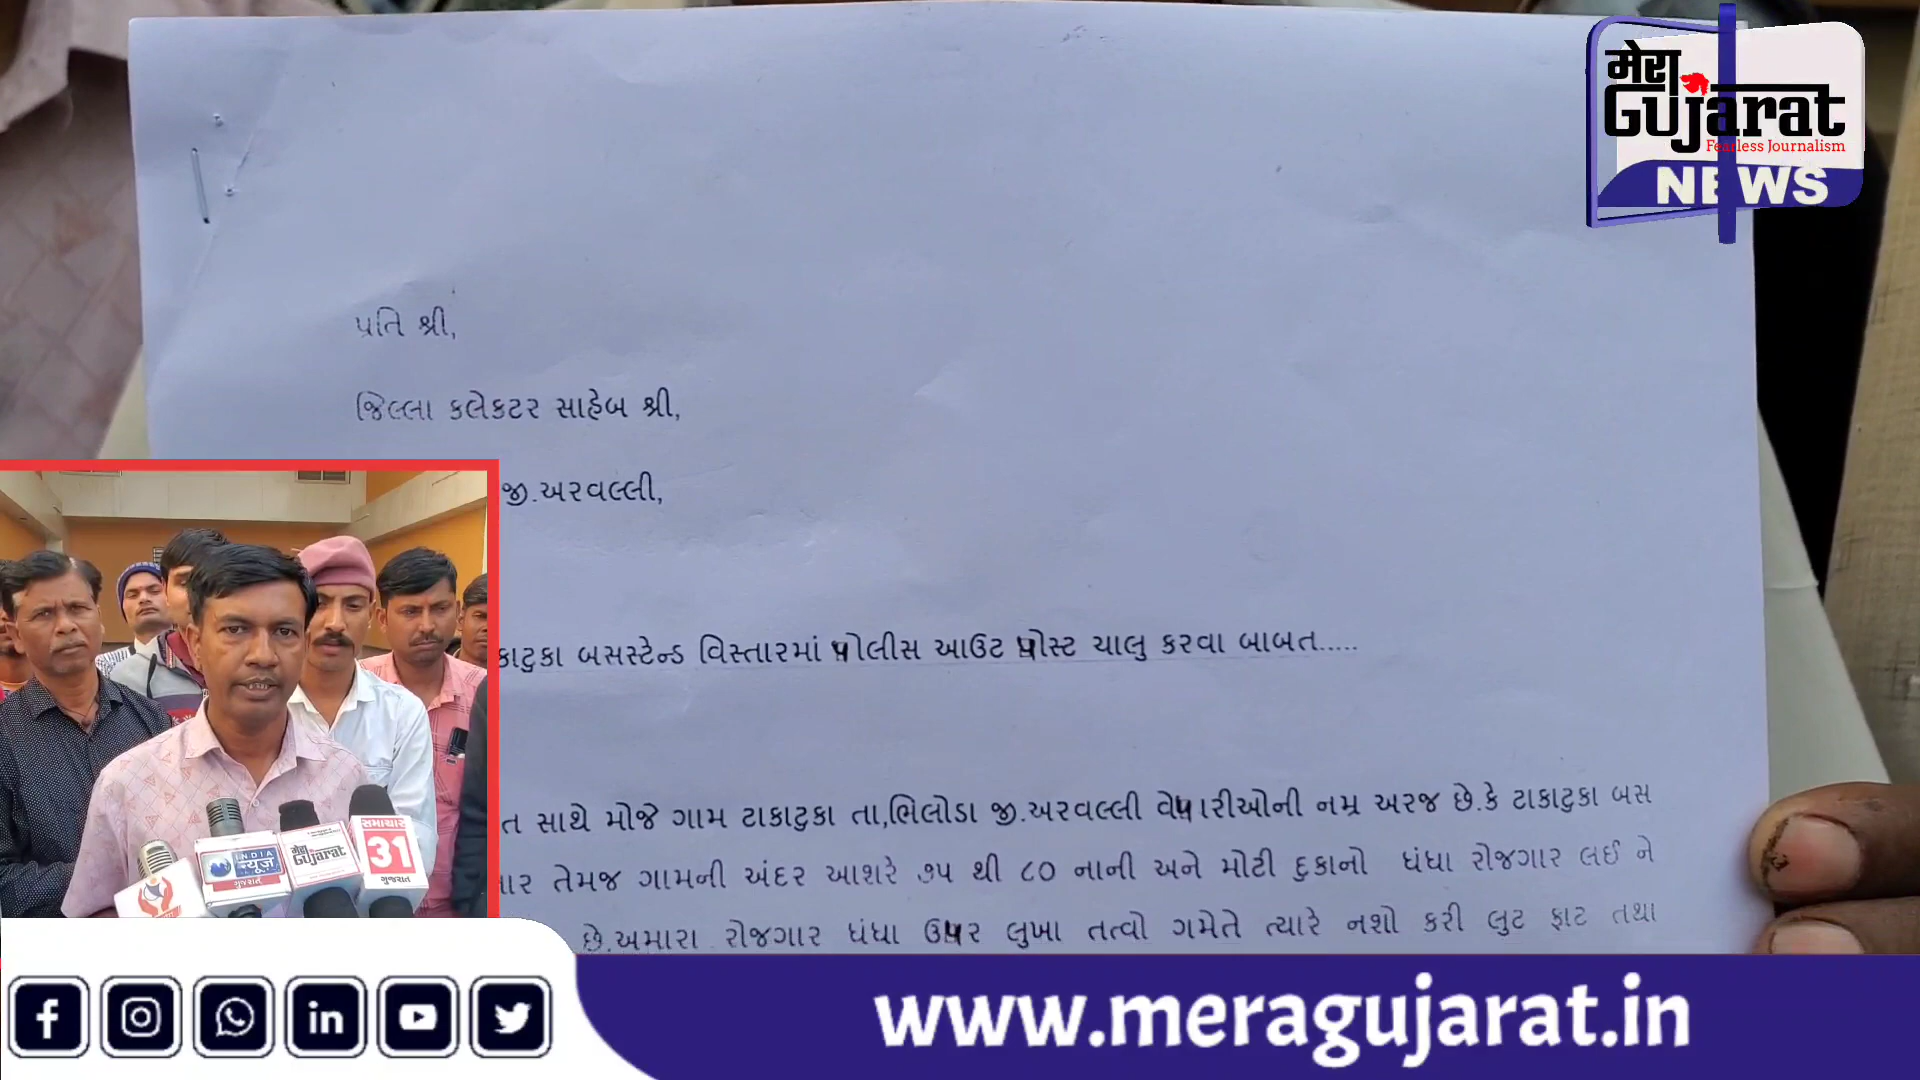 मेरा
Gujarat
Fearless Journalism
NEWS
પ્રતિ શ્રી,
જિલ્લા કલેકટર સાહેબ શ્રી,
જી.અરવલ્લી,
કાટુકા બસસ્ટેન્ડ વિસ્તારમાં પોલીસ આઉટ પોસ્ટ ચાલુ કરવા બાબત.....
ત સાથે મોજે ગામ ટાકાટુકા તા,ભિલોડા જી.અરવલ્લી વેપારીઓની નમ્ર અરજ છે.કે ટાકાટુકા બસ
ાર તેમજ ગામની અંદર આશરે ૭૫ થી ૮૦ નાની અને મોટી દુકાનો ધંધા રોજગાર લઈ ને
છે.અમારા રોજગાર ધંધા ઉપર લુખા તત્વો ગમેતે ત્યારે નશો કરી લુટ ફાટ તથા
INDIA
न्यूज़
ગુજરાત
मेरा
Gujarat
સમાચાર
31
ગુજરાત
www.meragujarat.in